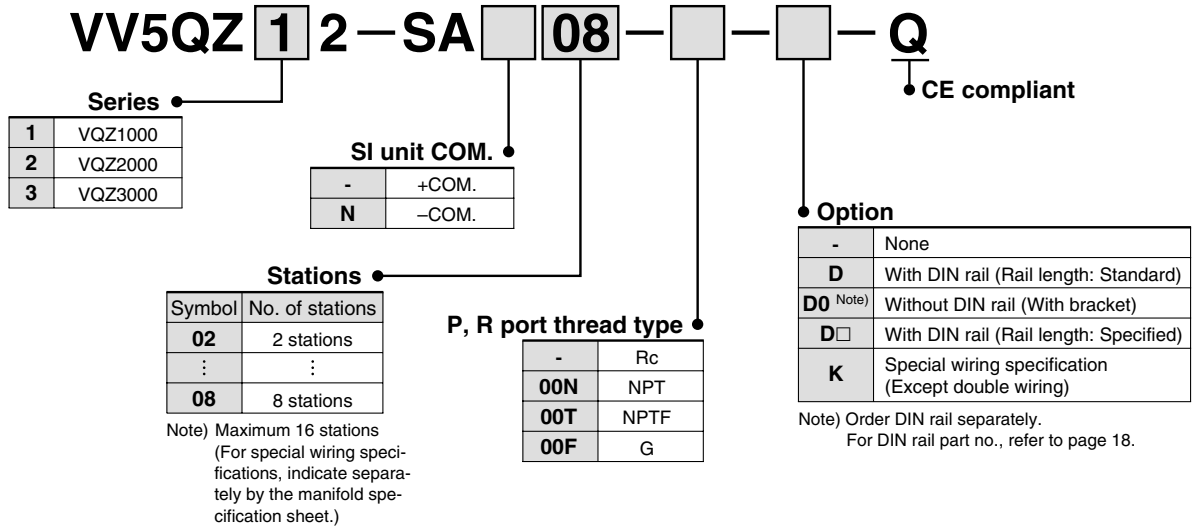 VV5QZ 1 2 — SA 08 — — — Q
CE compliant
Series
1 VQZ1000
2 VQZ2000
3 VQZ3000
SI unit COM.
- +COM.
N –COM.
Option
- None
D With DIN rail (Rail length: Standard)
D0 Note) Without DIN rail (With bracket)
D□ With DIN rail (Rail length: Specified)
K Special wiring specification
(Except double wiring)
Note) Order DIN rail separately.
For DIN rail part no., refer to page 18.
Stations
Symbol No. of stations
02 2 stations
⋮ ⋮
08 8 stations
Note) Maximum 16 stations
(For special wiring speci-
fications, indicate separa-
tely by the manifold spe-
cification sheet.)
P, R port thread type
- Rc
00N NPT
00T NPTF
00F G